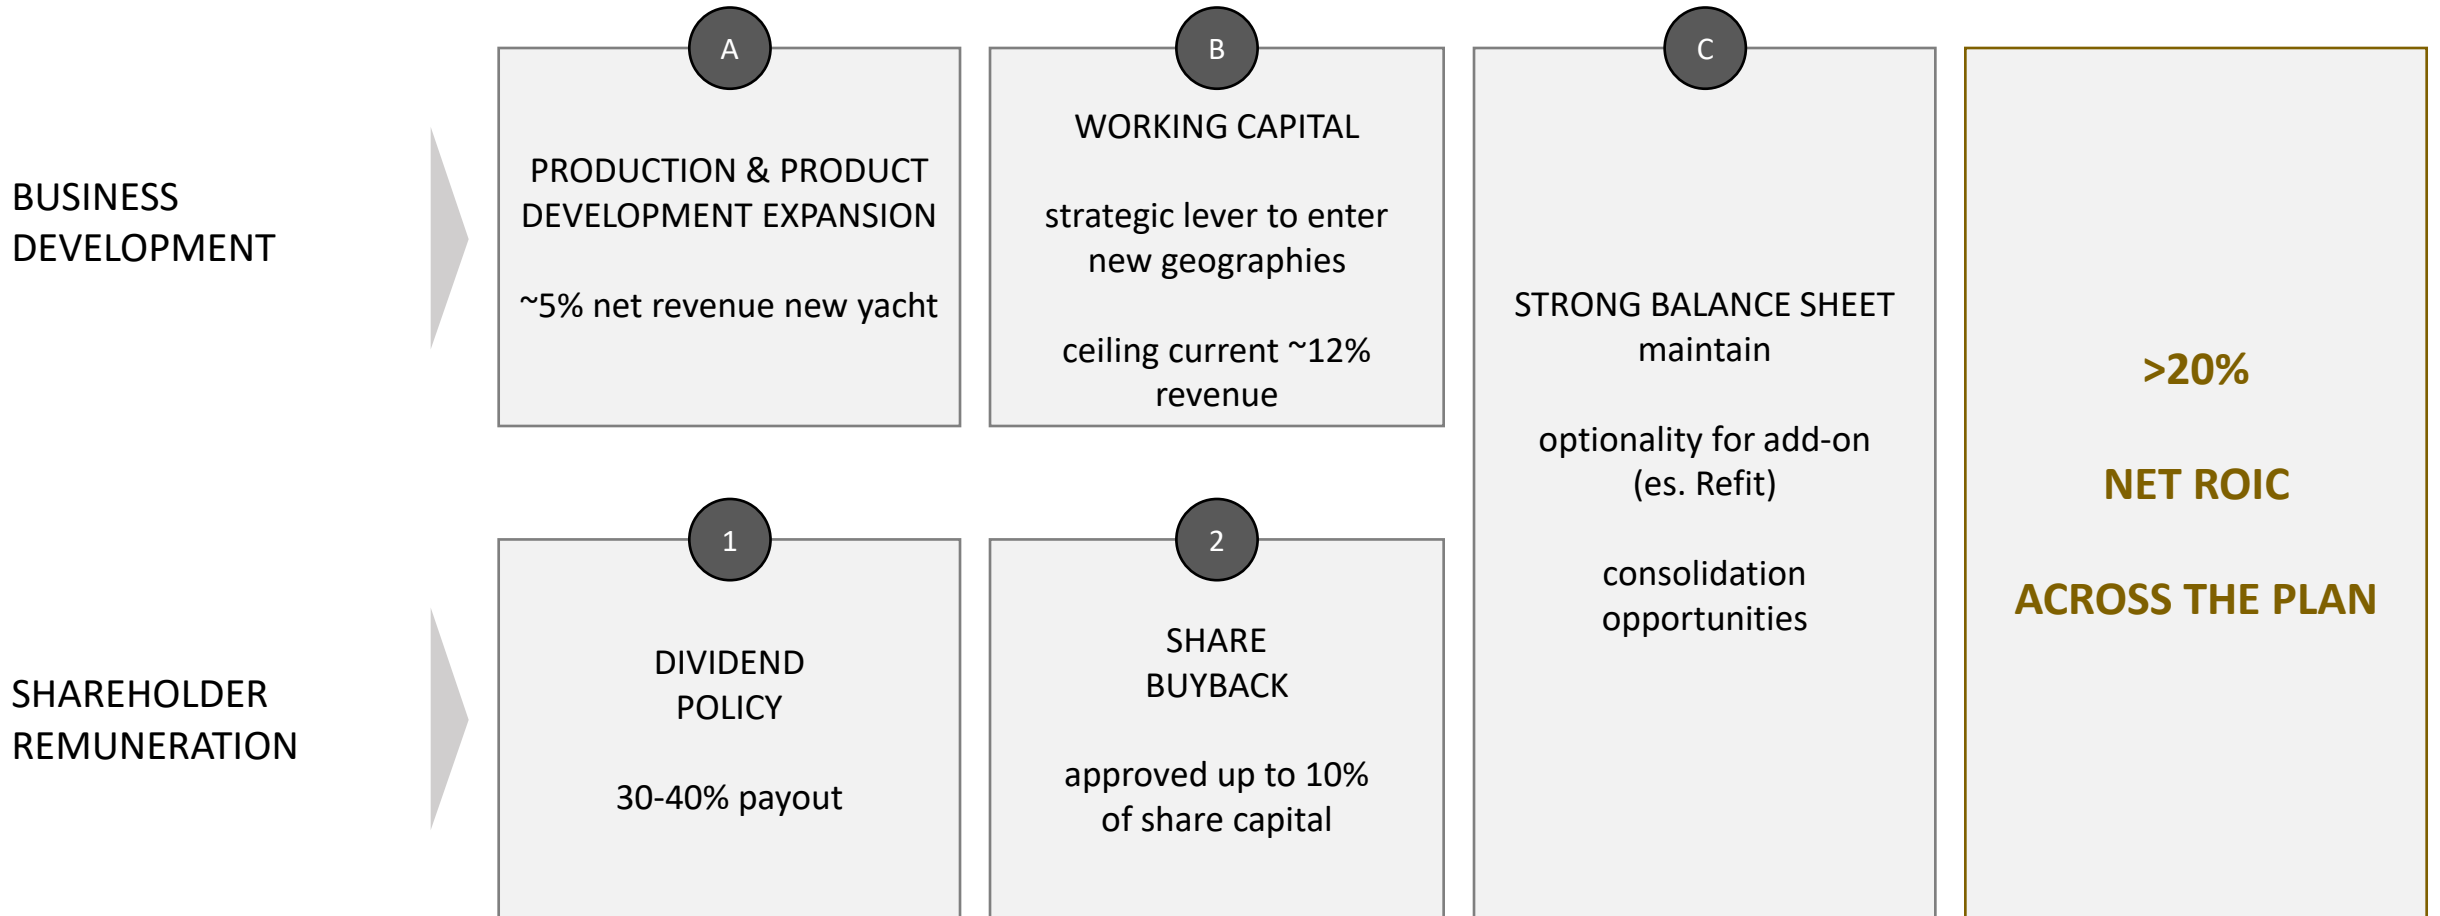 BUSINESS
DEVELOPMENT
A
PRODUCTION & PRODUCT
DEVELOPMENT EXPANSION
~5% net revenue new yacht
B
WORKING CAPITAL
strategic lever to enter
new geographies
ceiling current ~12%
revenue
C
STRONG BALANCE SHEET
maintain
optionality for add-on
(es. Refit)
consolidation
opportunities
>20%
NET ROIC
ACROSS THE PLAN
SHAREHOLDER
REMUNERATION
1
DIVIDEND
POLICY
30-40% payout
2
SHARE
BUYBACK
approved up to 10%
of share capital